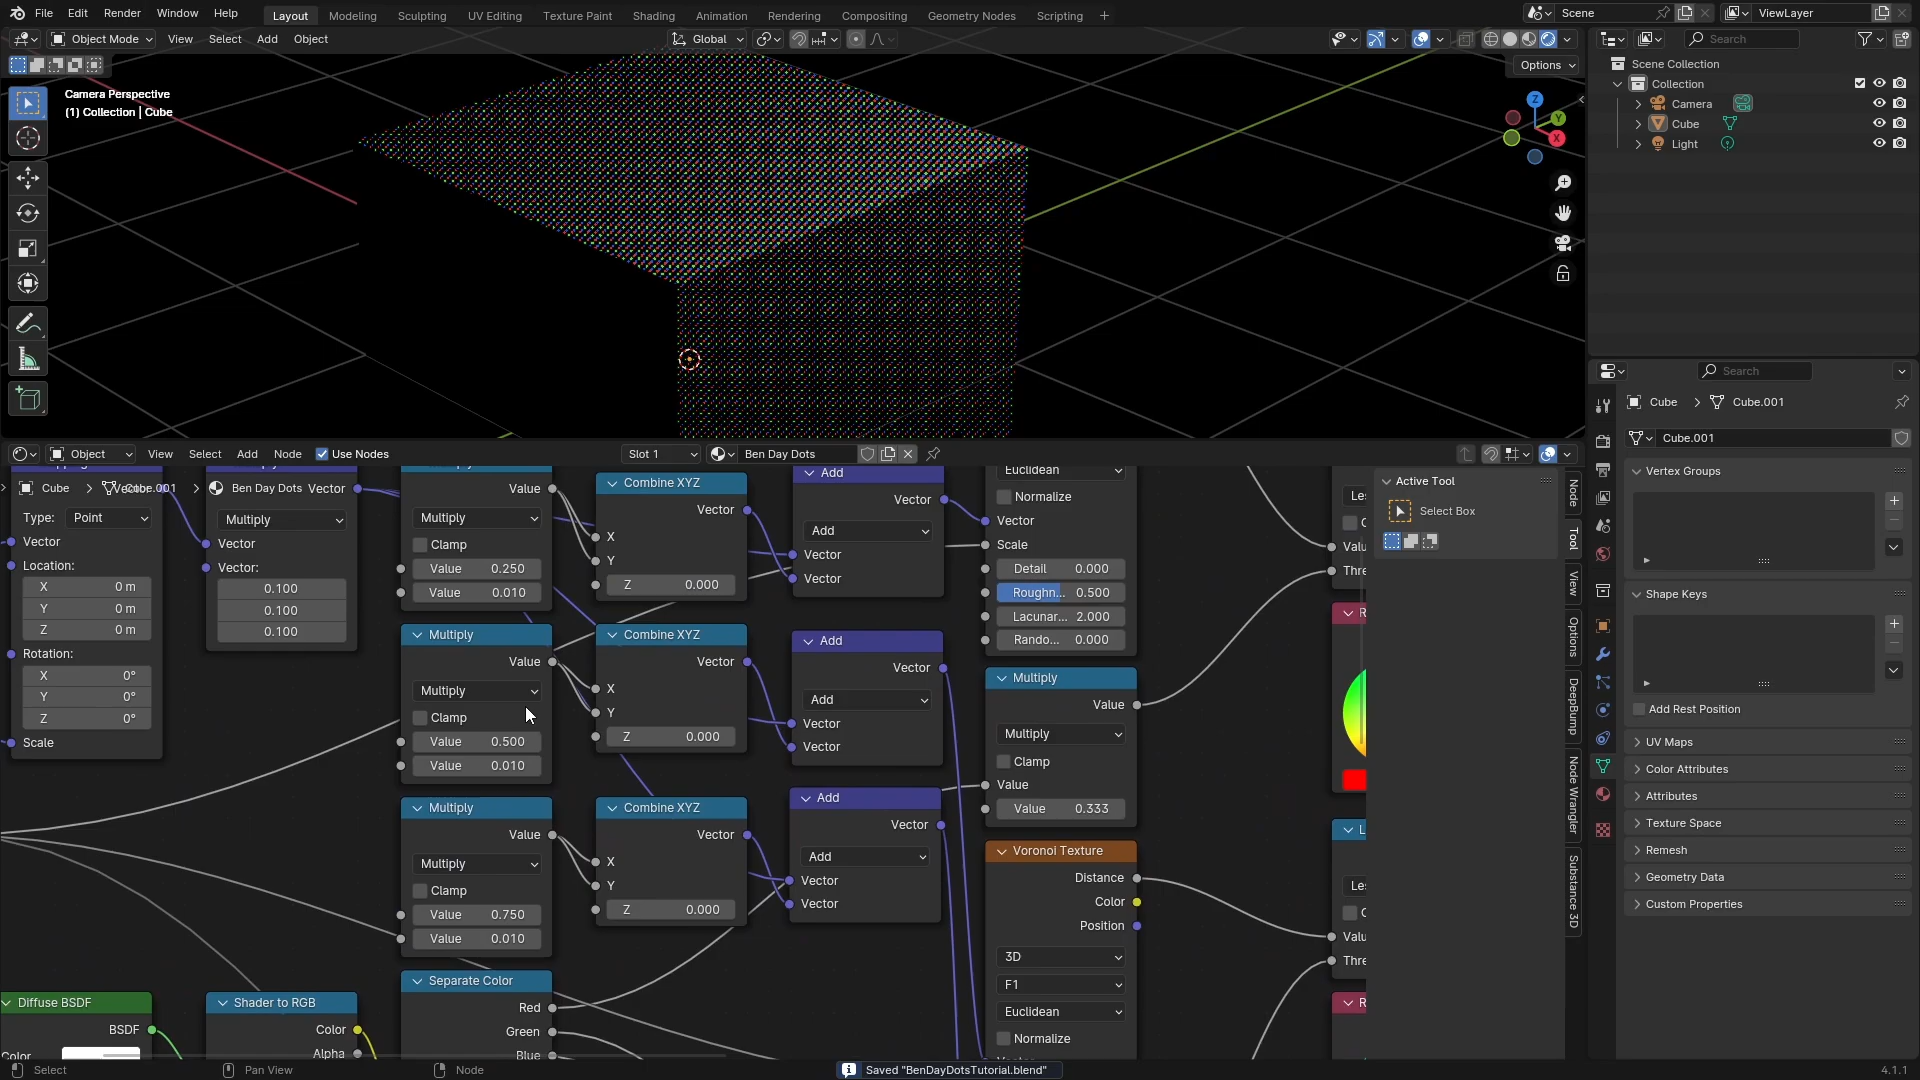 File Edit Render Window Help Layout Modeling Sculpting UV Editing Texture Paint Shading Animation Rendering Compositing Geometry Nodes Scripting + Scene ViewLayer
Object Mode View Select Add Object Global Search
Options
Camera Perspective
(1) Collection | Cube
Z
Y
X
Scene Collection
Collection
Camera
Cube
Light
Search
Cube > Cube.001
Cube.001
Vertex Groups
Shape Keys
Add Rest Position
UV Maps
Color Attributes
Attributes
Texture Space
Remesh
Geometry Data
Custom Properties
Object View Select Add Node Use Nodes Slot 1 Ben Day Dots
Cube > Cube.001 > Ben Day Dots
Type: Point
Vector
Location:
X 0 m
Y 0 m
Z 0 m
Rotation:
X 0°
Y 0°
Z 0°
Scale
Vector
Multiply
Vector
Vector:
0.100
0.100
0.100
Value
Multiply
Clamp
Value 0.250
Value 0.010
Multiply
Value
Multiply
Clamp
Value 0.500
Value 0.010
Multiply
Value
Multiply
Clamp
Value 0.750
Value 0.010
Separate Color
Red
Green
Blue
Combine XYZ
Vector
X
Y
Z 0.000
Combine XYZ
Vector
X
Y
Z 0.000
Combine XYZ
Vector
X
Y
Z 0.000
Add
Vector
Add
Vector
Vector
Add
Vector
Add
Vector
Vector
Add
Vector
Add
Vector
Vector
Euclidean
Normalize
Vector
Scale
Detail 0.000
Roughn... 0.500
Lacunar... 2.000
Rando... 0.000
Multiply
Value
Multiply
Clamp
Value
Value 0.333
Voronoi Texture
Distance
Color
Position
3D
F1
Euclidean
Normalize
Les
Valu
Thre
R
L
Les
Valu
Thre
R
Diffuse BSDF
BSDF
Color
Shader to RGB
Color
Alpha
Active Tool
Select Box
Node
Tool
View
Options
DeepBump
Node Wrangler
Substance 3D
Select Pan View Node Saved "BenDayDotsTutorial.blend" 4.1.1